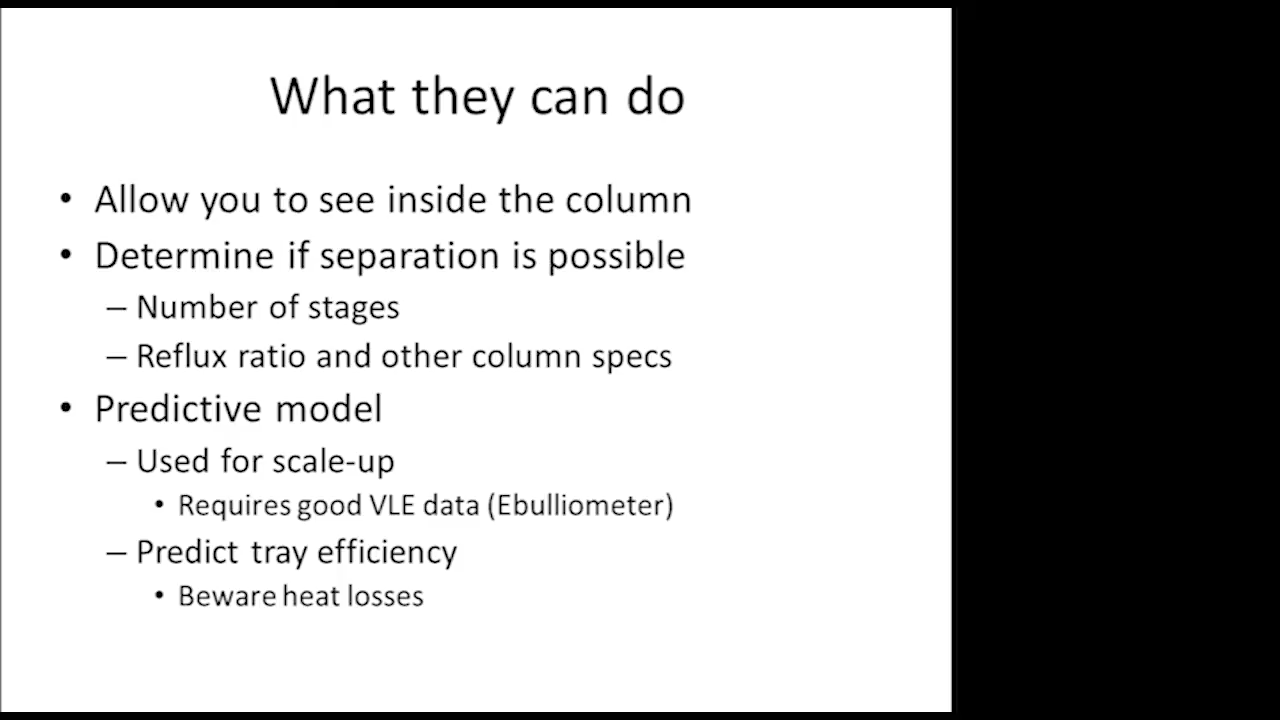 What they can do
• Allow you to see inside the column
• Determine if separation is possible
– Number of stages
– Reflux ratio and other column specs
• Predictive model
– Used for scale-up
• Requires good VLE data (Ebulliometer)
– Predict tray efficiency
• Beware heat losses